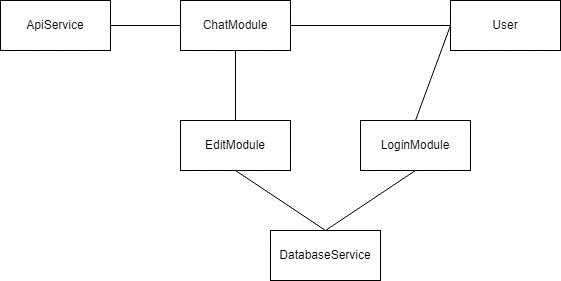 ApiService
ChatModule
User
EditModule
LoginModule
DatabaseService